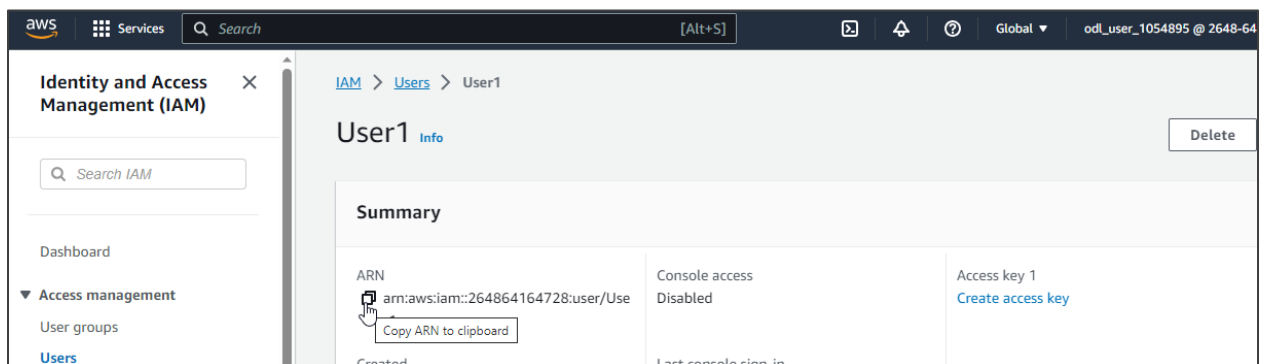 aws Services Search [Alt+S] Global ▼ odl_user_1054895 @ 2648-64
Identity and Access Management (IAM)
Search IAM
Dashboard
▼ Access management
User groups
Users
IAM > Users > User1
User1 Info
Delete
Summary
ARN
arn:aws:iam::264864164728:user/Use
Copy ARN to clipboard
Created
Console access
Disabled
Last console sign-in
Access key 1
Create access key